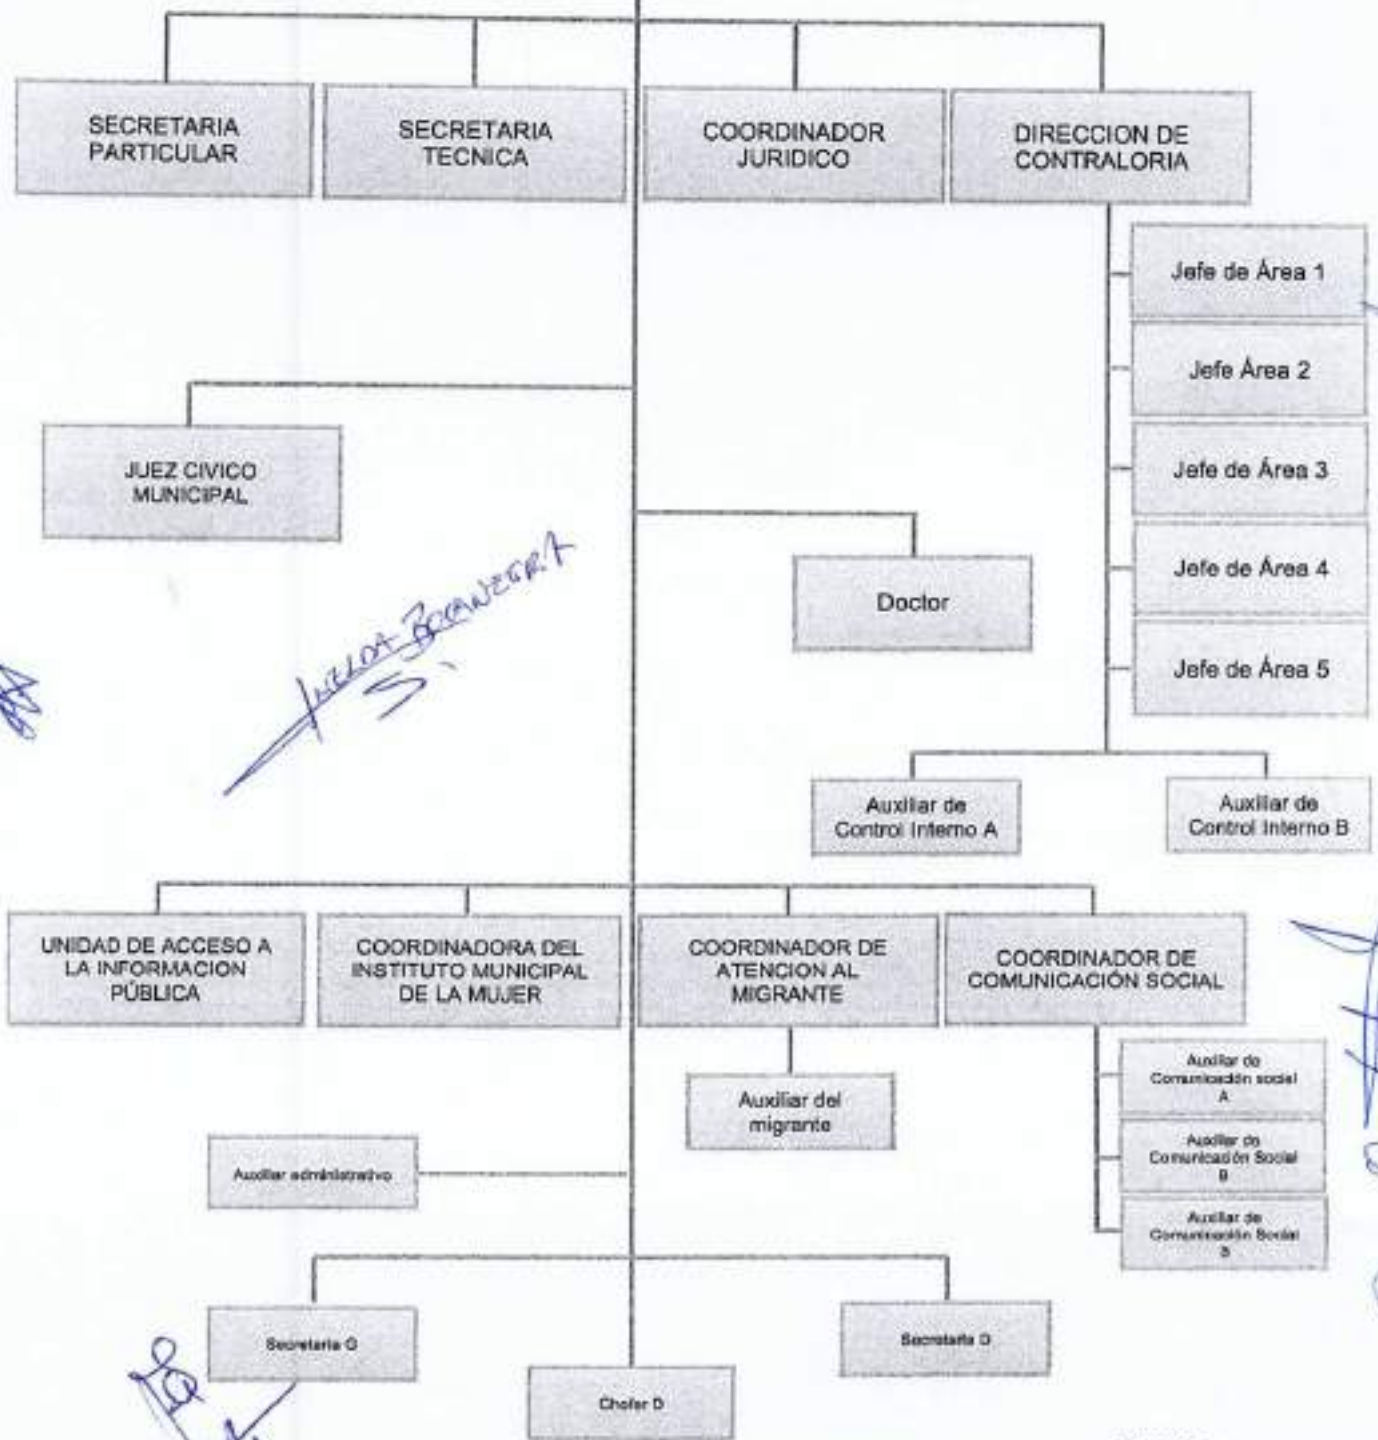 SECRETARIA
PARTICULAR
SECRETARIA
TECNICA
COORDINADOR
JURIDICO
DIRECCION DE
CONTRALORIA
Jefe de Área 1
Jefe Área 2
Jefe de Área 3
Jefe de Área 4
Jefe de Área 5
JUEZ CIVICO
MUNICIPAL
Doctor
Si
Auxiliar de
Control Interno A
Auxiliar de
Control Interno B
UNIDAD DE ACCESO A
LA INFORMACION
PÚBLICA
COORDINADORA DEL
INSTITUTO MUNICIPAL
DE LA MUJER
COORDINADOR DE
ATENCION AL
MIGRANTE
COORDINADOR DE
COMUNICACIÓN SOCIAL
Auxiliar del
migrante
Auxiliar de
Comunicación social
A
Auxiliar de
Comunicación Social
B
Auxiliar de
Comunicación Social
Auxiliar administrativo
Secretaria
Secretaria D
Chofer D